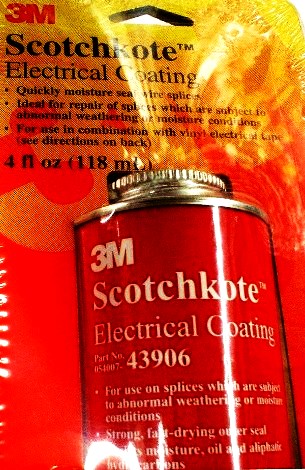 3M
Scotchkote™
Electrical Coating
• Quickly moisture seal wire splices
• Ideal for repair of splices which are subject to
abnormal weathering or moisture conditions
• For use in combination with vinyl electrical tape
(see directions on back)
4 fl oz (118 mL)
3M
Scotchkote™
Electrical Coating
Part No.
054007- 43906
• For use on splices which are subject
to abnormal weathering or moisture
conditions
• Strong, fast-drying outer seal
moisture, oil and aliphatic
hydrocarbons